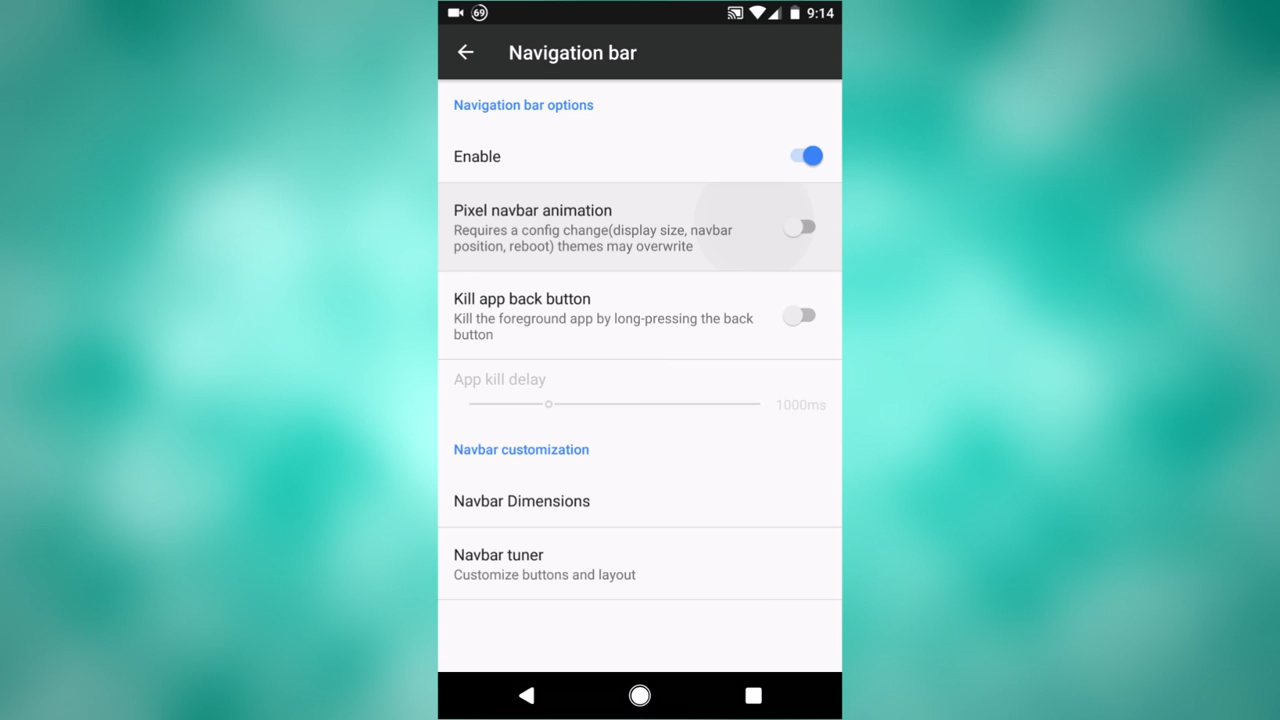 69 9:14
Navigation bar
Navigation bar options
Enable
Pixel navbar animation
Requires a config change(display size, navbar
position, reboot) themes may overwrite
Kill app back button
Kill the foreground app by long-pressing the back
button
App kill delay
1000ms
Navbar customization
Navbar Dimensions
Navbar tuner
Customize buttons and layout